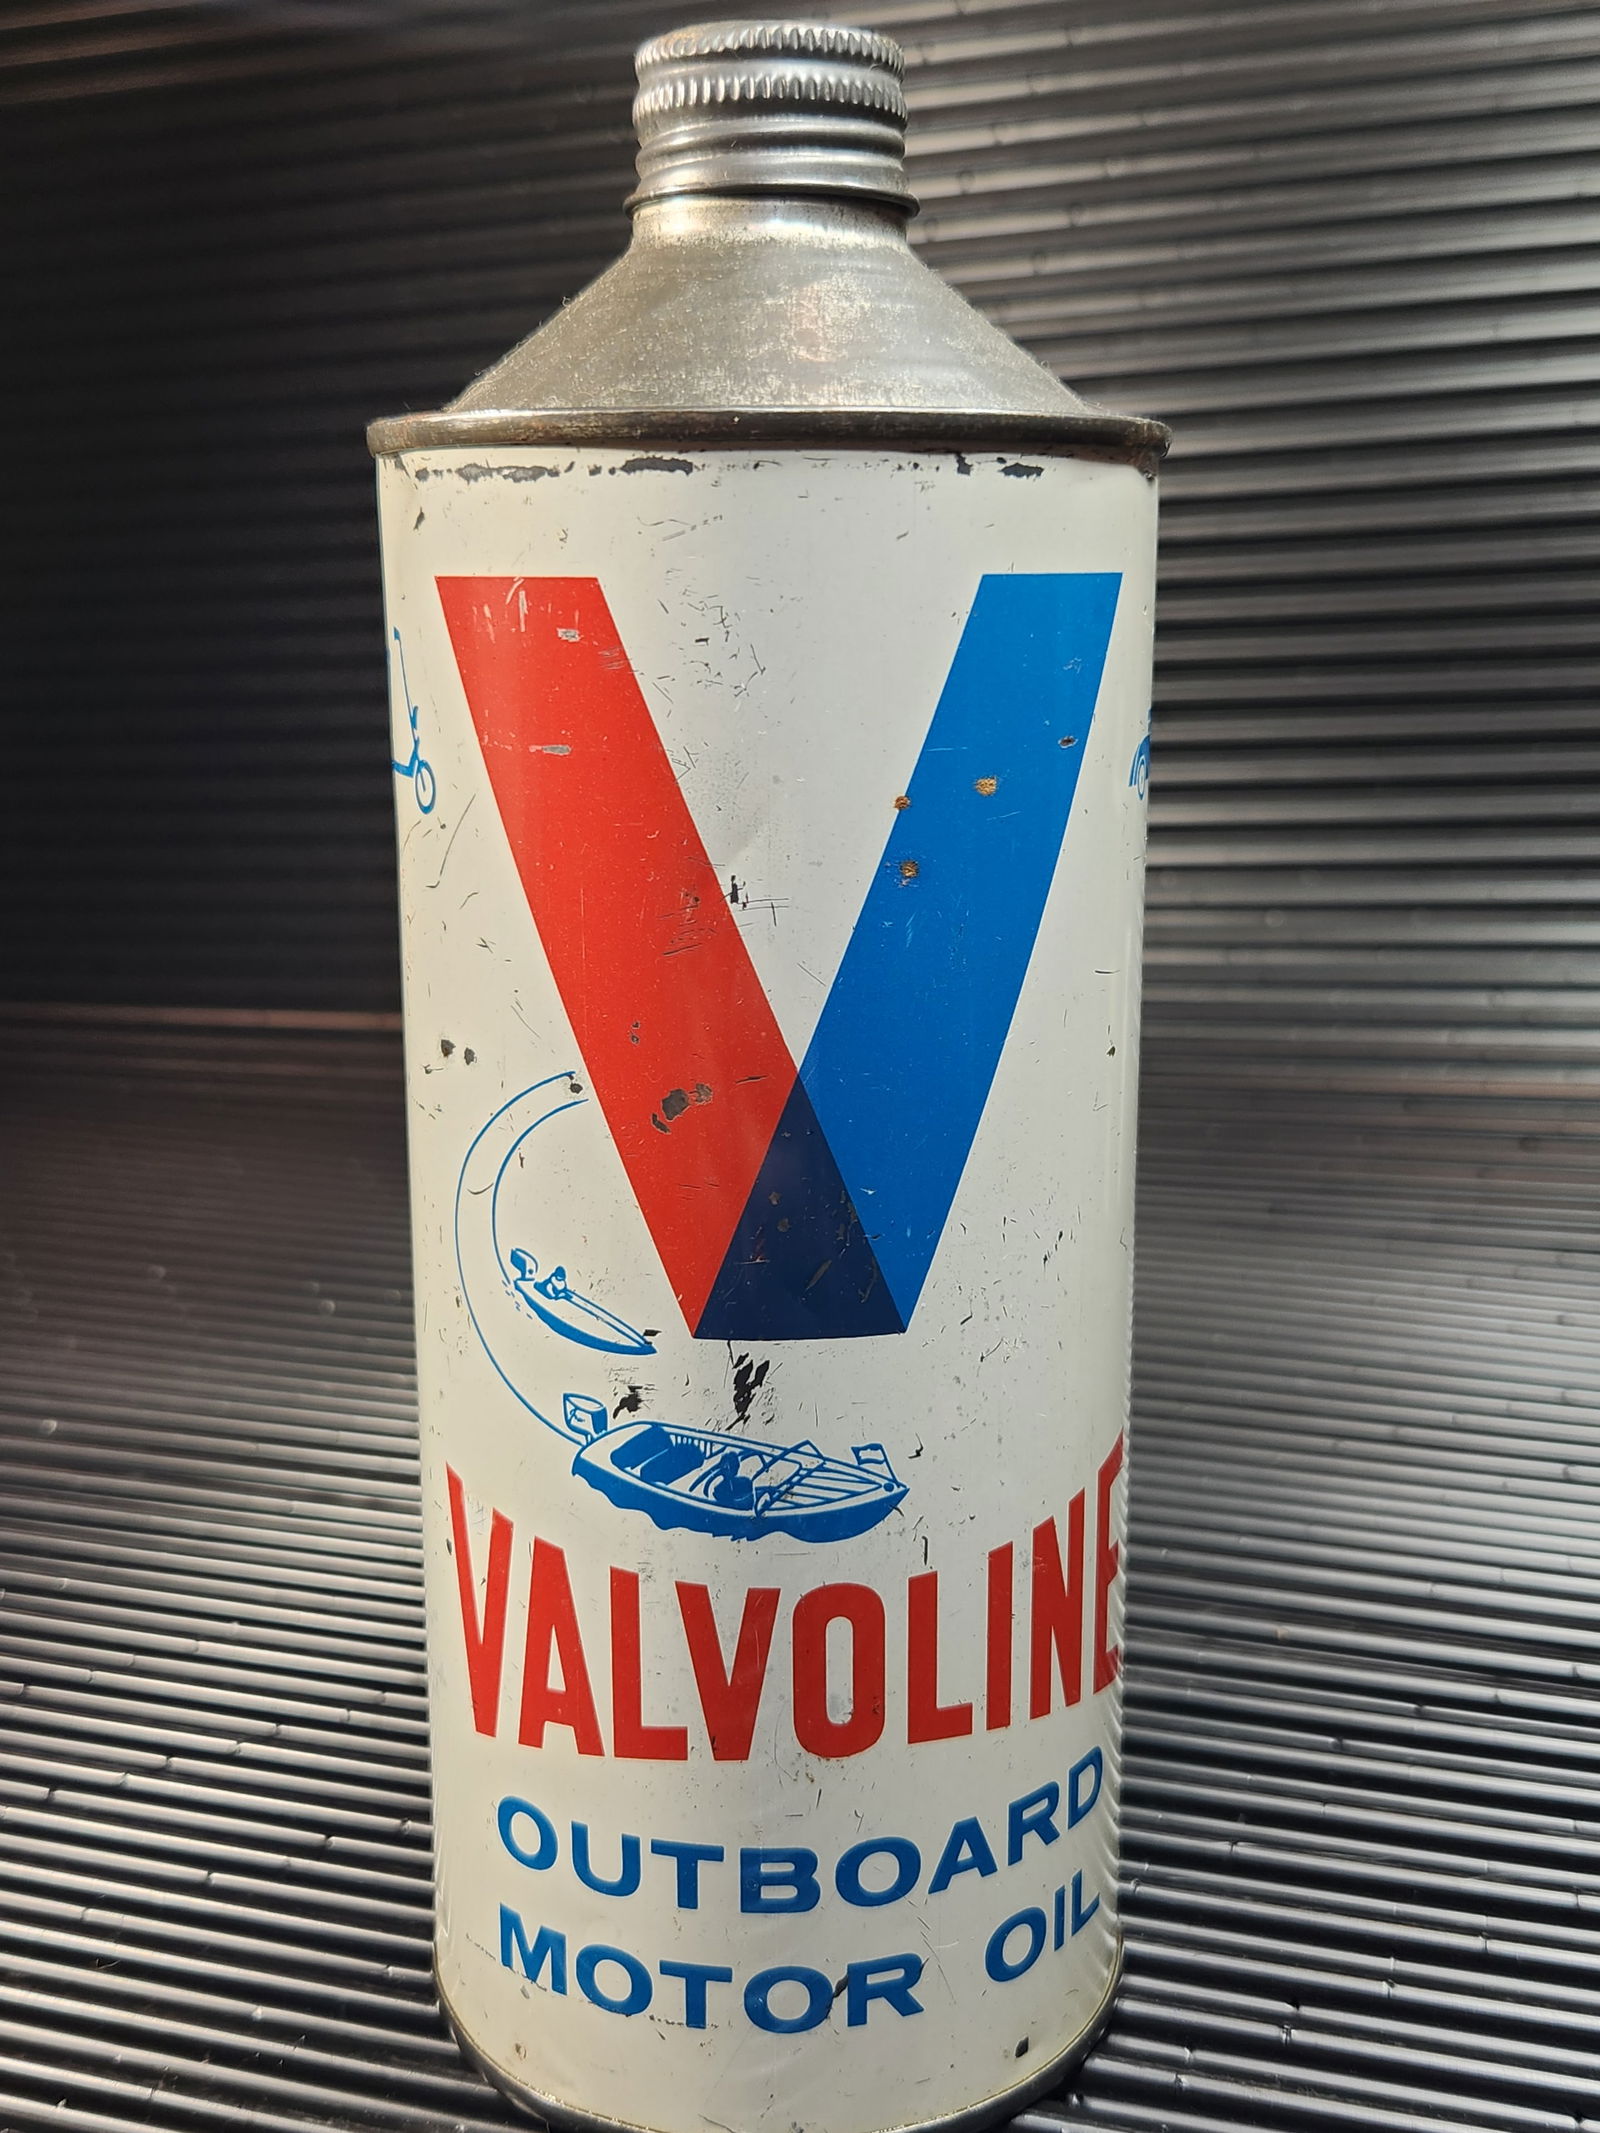 V
VALVOLINE
OUTBOARD
MOTOR OIL